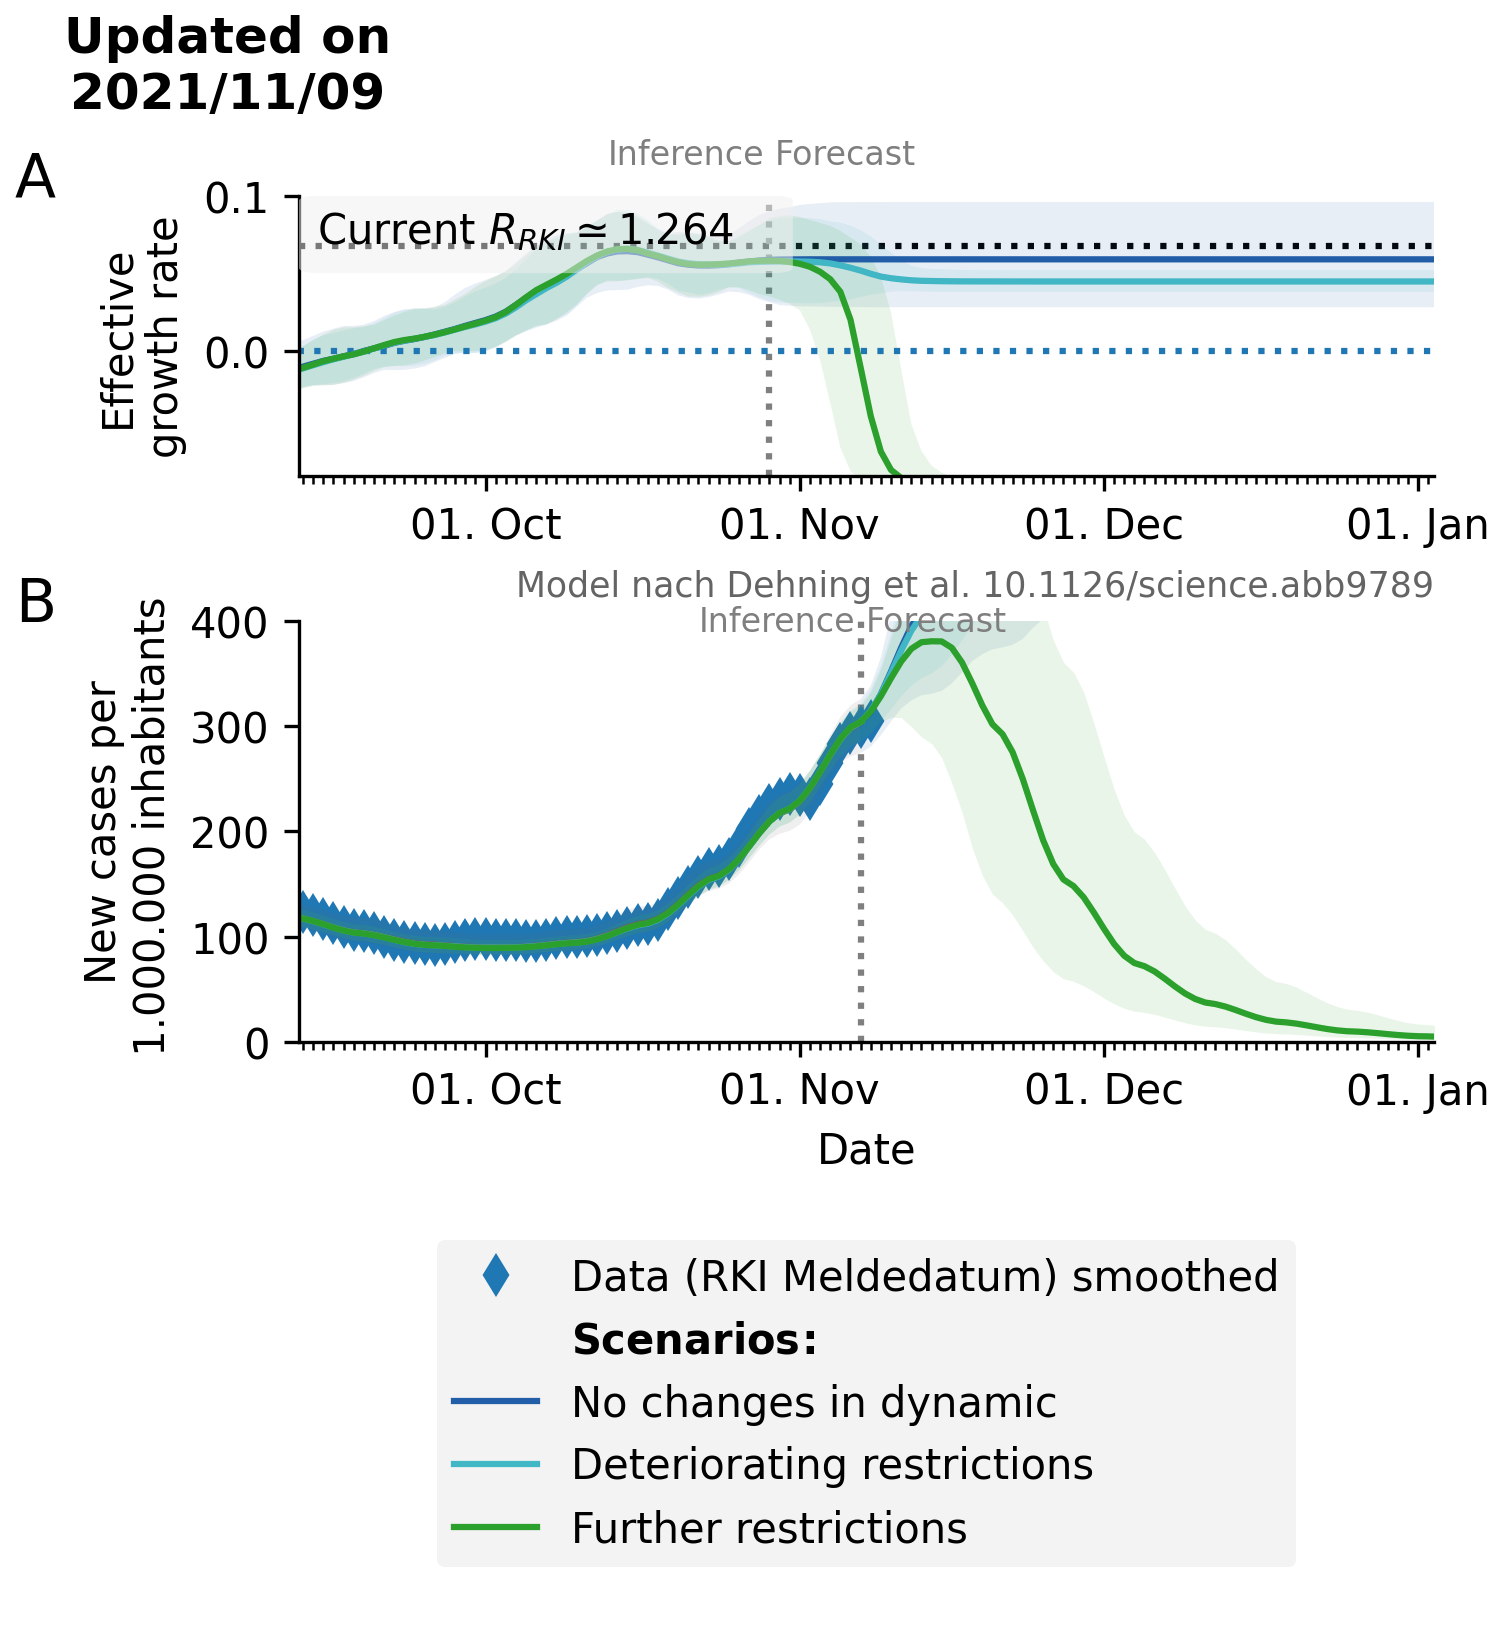 Updated on
2021/11/09
A
Inference Forecast
Current R_RKI ≃ 1.264
Effective
growth rate
0.1
0.0
01. Oct 01. Nov 01. Dec 01. Jan
Model nach Dehning et al. 10.1126/science.abb9789
B
Inference Forecast
New cases per
1.000.000 inhabitants
400
300
200
100
0
01. Oct 01. Nov 01. Dec 01. Jan
Date
Data (RKI Meldedatum) smoothed
Scenarios:
No changes in dynamic
Deteriorating restrictions
Further restrictions